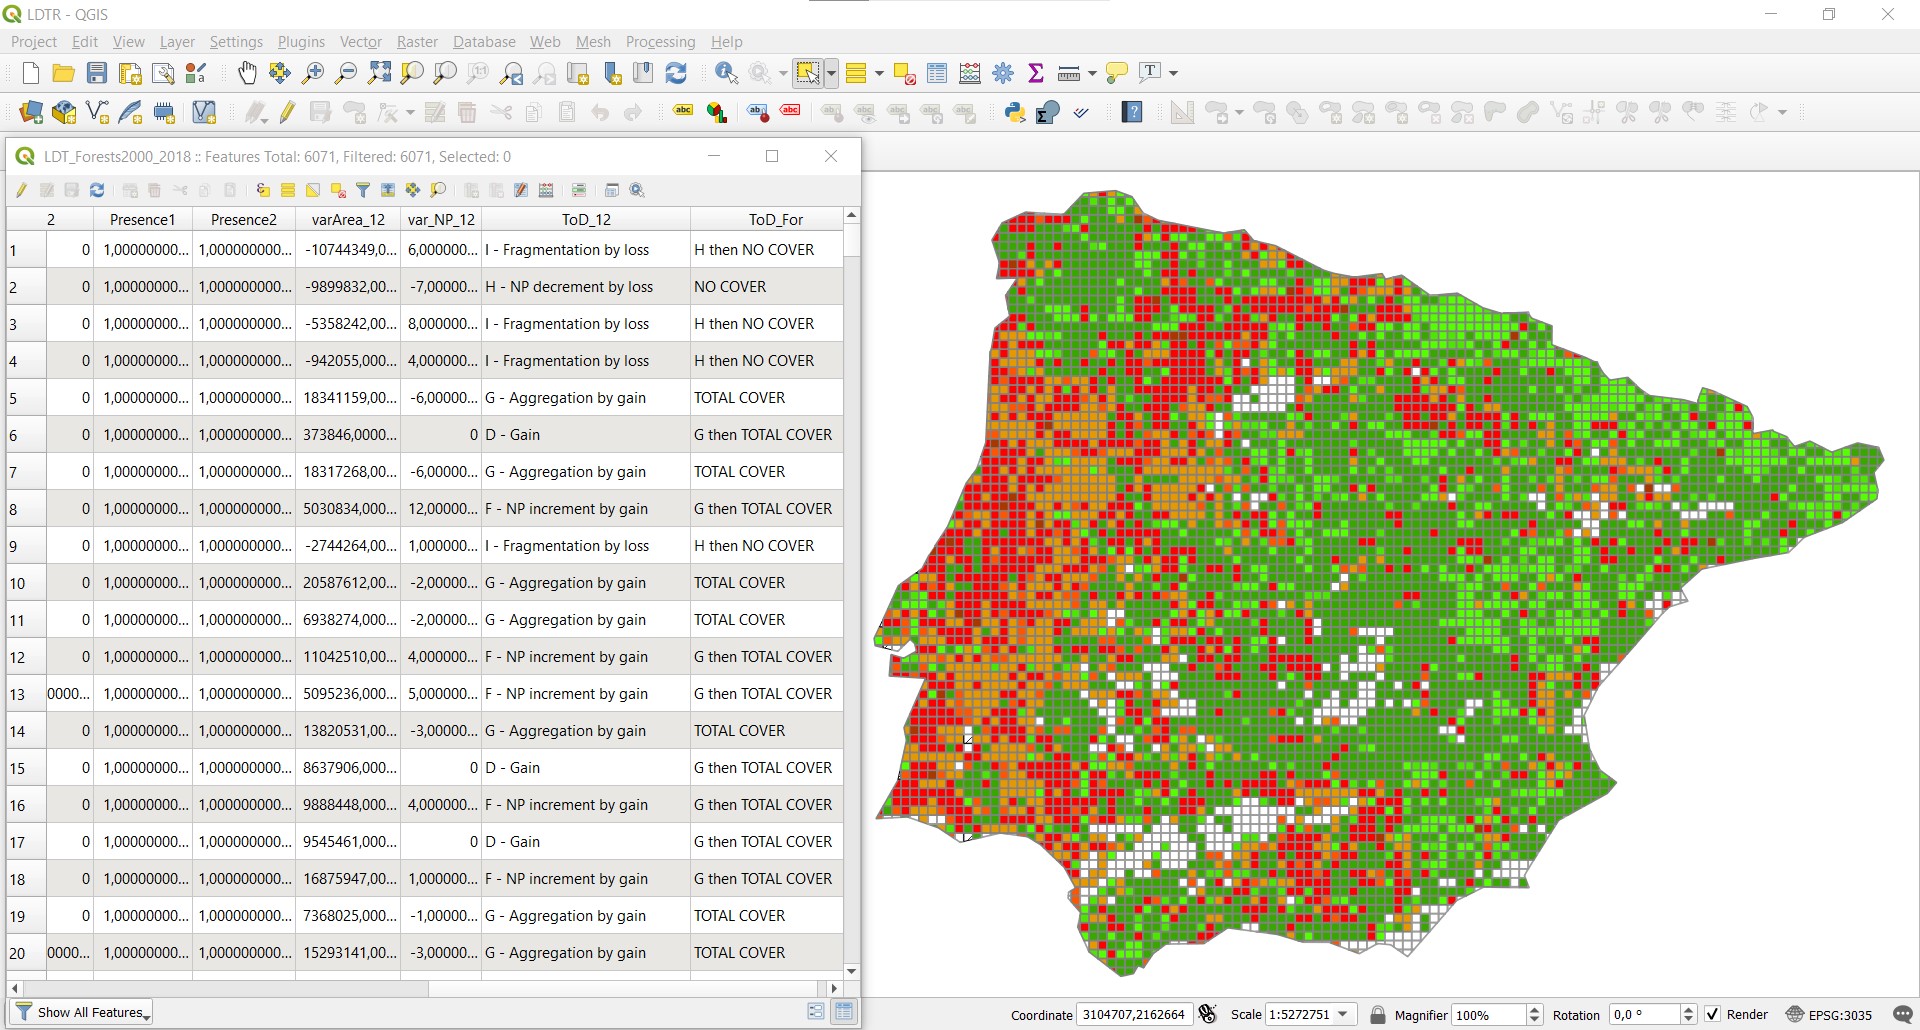 LDTR - QGIS
Project Edit View Layer Settings Plugins Vector Raster Database Web Mesh Processing Help
LDT_Forests2000_2018 :: Features Total: 6071, Filtered: 6071, Selected: 0
2 Presence1 Presence2 varArea_12 var_NP_12 ToD_12 ToD_For
1 0 1,00000000... 1,000000000... -10744349,0... 6,0000000... I - Fragmentation by loss H then NO COVER
2 0 1,00000000... 1,000000000... -9899832,00... -7,00000... H - NP decrement by loss NO COVER
3 0 1,00000000... 1,000000000... -5358242,00... 8,000000... I - Fragmentation by loss H then NO COVER
4 0 1,00000000... 1,000000000... -942055,000... 4,000000... I - Fragmentation by loss H then NO COVER
5 0 1,00000000... 1,000000000... 18341159,00... -6,00000... G - Aggregation by gain TOTAL COVER
6 0 1,00000000... 1,000000000... 373846,0000... 0 D - Gain G then TOTAL COVER
7 0 1,00000000... 1,000000000... 18317268,00... -6,00000... G - Aggregation by gain TOTAL COVER
8 0 1,00000000... 1,000000000... 5030834,000... 12,00000... F - NP increment by gain G then TOTAL COVER
9 0 1,00000000... 1,000000000... -2744264,00... 1,000000... I - Fragmentation by loss H then NO COVER
10 0 1,00000000... 1,000000000... 20587612,00... -2,00000... G - Aggregation by gain TOTAL COVER
11 0 1,00000000... 1,000000000... 6938274,000... -2,00000... G - Aggregation by gain TOTAL COVER
12 0 1,00000000... 1,000000000... 11042510,00... 4,000000... F - NP increment by gain G then TOTAL COVER
13 0000... 1,00000000... 1,000000000... 5095236,000... 5,000000... F - NP increment by gain G then TOTAL COVER
14 0 1,00000000... 1,000000000... 13820531,00... -3,00000... G - Aggregation by gain TOTAL COVER
15 0 1,00000000... 1,000000000... 8637906,000... 0 D - Gain G then TOTAL COVER
16 0 1,00000000... 1,000000000... 9888448,000... 4,000000... F - NP increment by gain G then TOTAL COVER
17 0 1,00000000... 1,000000000... 9545461,000... 0 D - Gain G then TOTAL COVER
18 0 1,00000000... 1,000000000... 16875947,00... 1,000000... F - NP increment by gain G then TOTAL COVER
19 0 1,00000000... 1,000000000... 7368025,000... -1,00000... G - Aggregation by gain TOTAL COVER
20 0000... 1,00000000... 1,000000000... 15293141,00... -3,00000... G - Aggregation by gain TOTAL COVER
Show All Features
Coordinate 3104707,2162664 Scale 1:5272751 Magnifier 100% Rotation 0,0 ° Render EPSG:3035